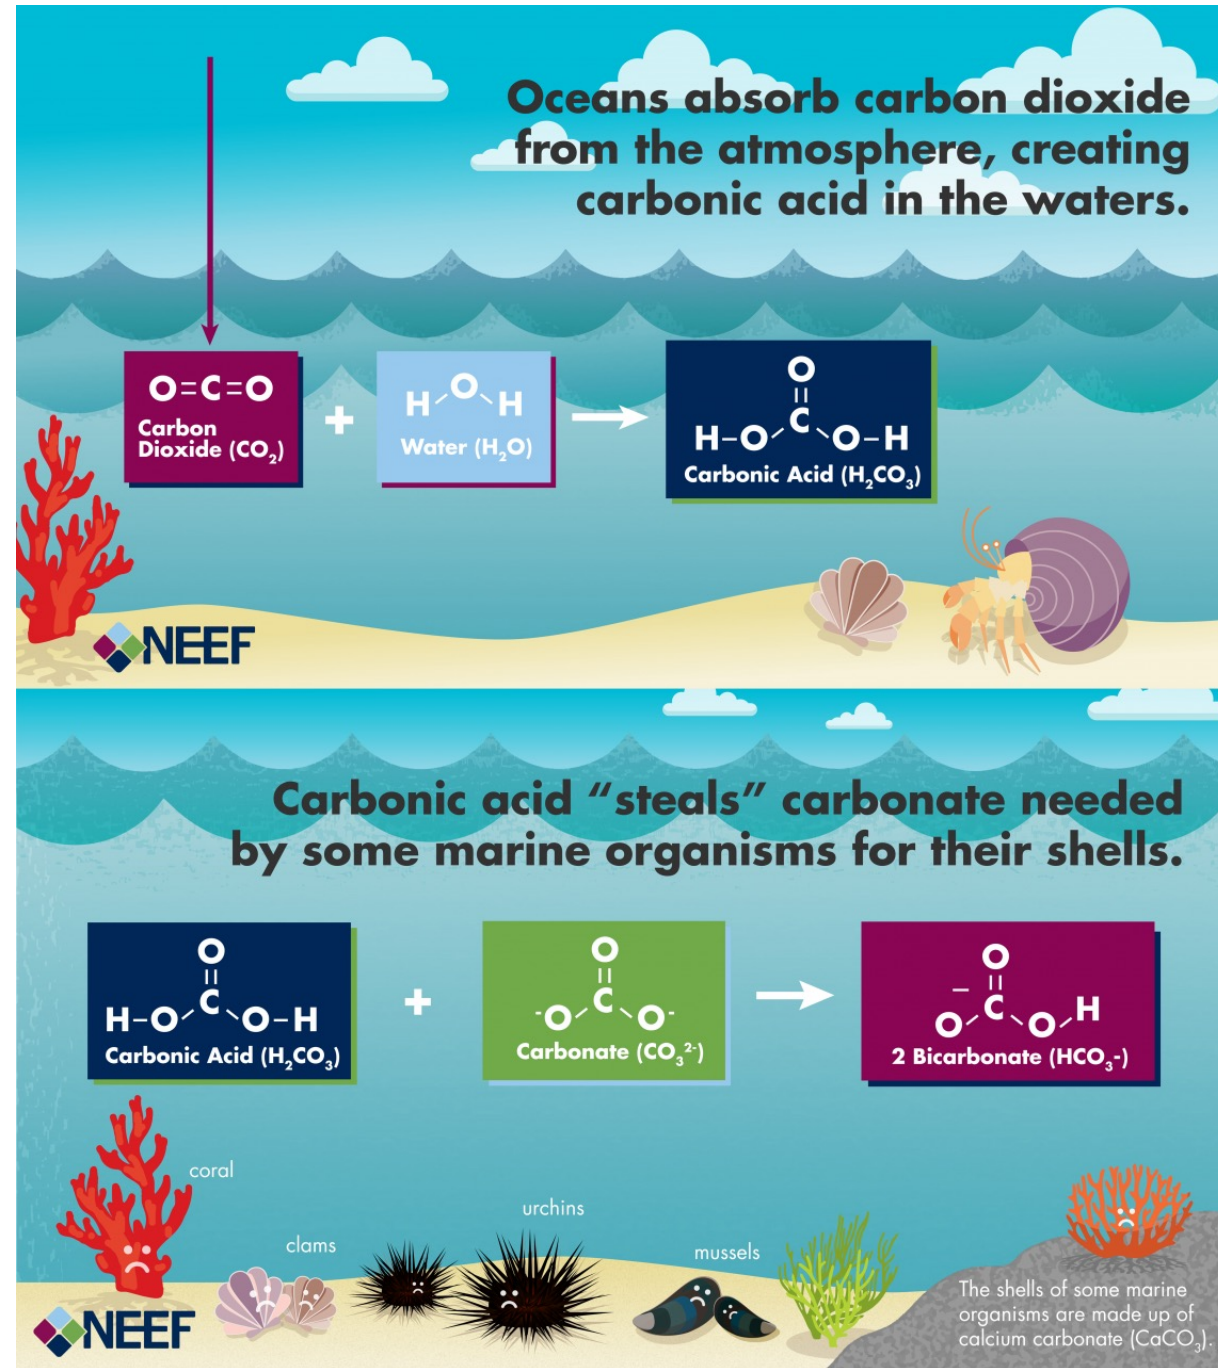 Oceans absorb carbon dioxide
from the atmosphere, creating
carbonic acid in the waters.
O=C=O
Carbon
Dioxide (CO₂)
+
H O H
Water (H₂O)
O
C
H-O O-H
Carbonic Acid (H₂CO₃)
NEEF
Carbonic acid “steals” carbonate needed
by some marine organisms for their shells.
O
C
H-O O-H
Carbonic Acid (H₂CO₃)
+
O
C
-O O-
Carbonate (CO₃²⁻)
O
C
H
O O
2 Bicarbonate (HCO₃-)
coral
clams
urchins
mussels
The shells of some marine
organisms are made up of
calcium carbonate (CaCO₃).
NEEF